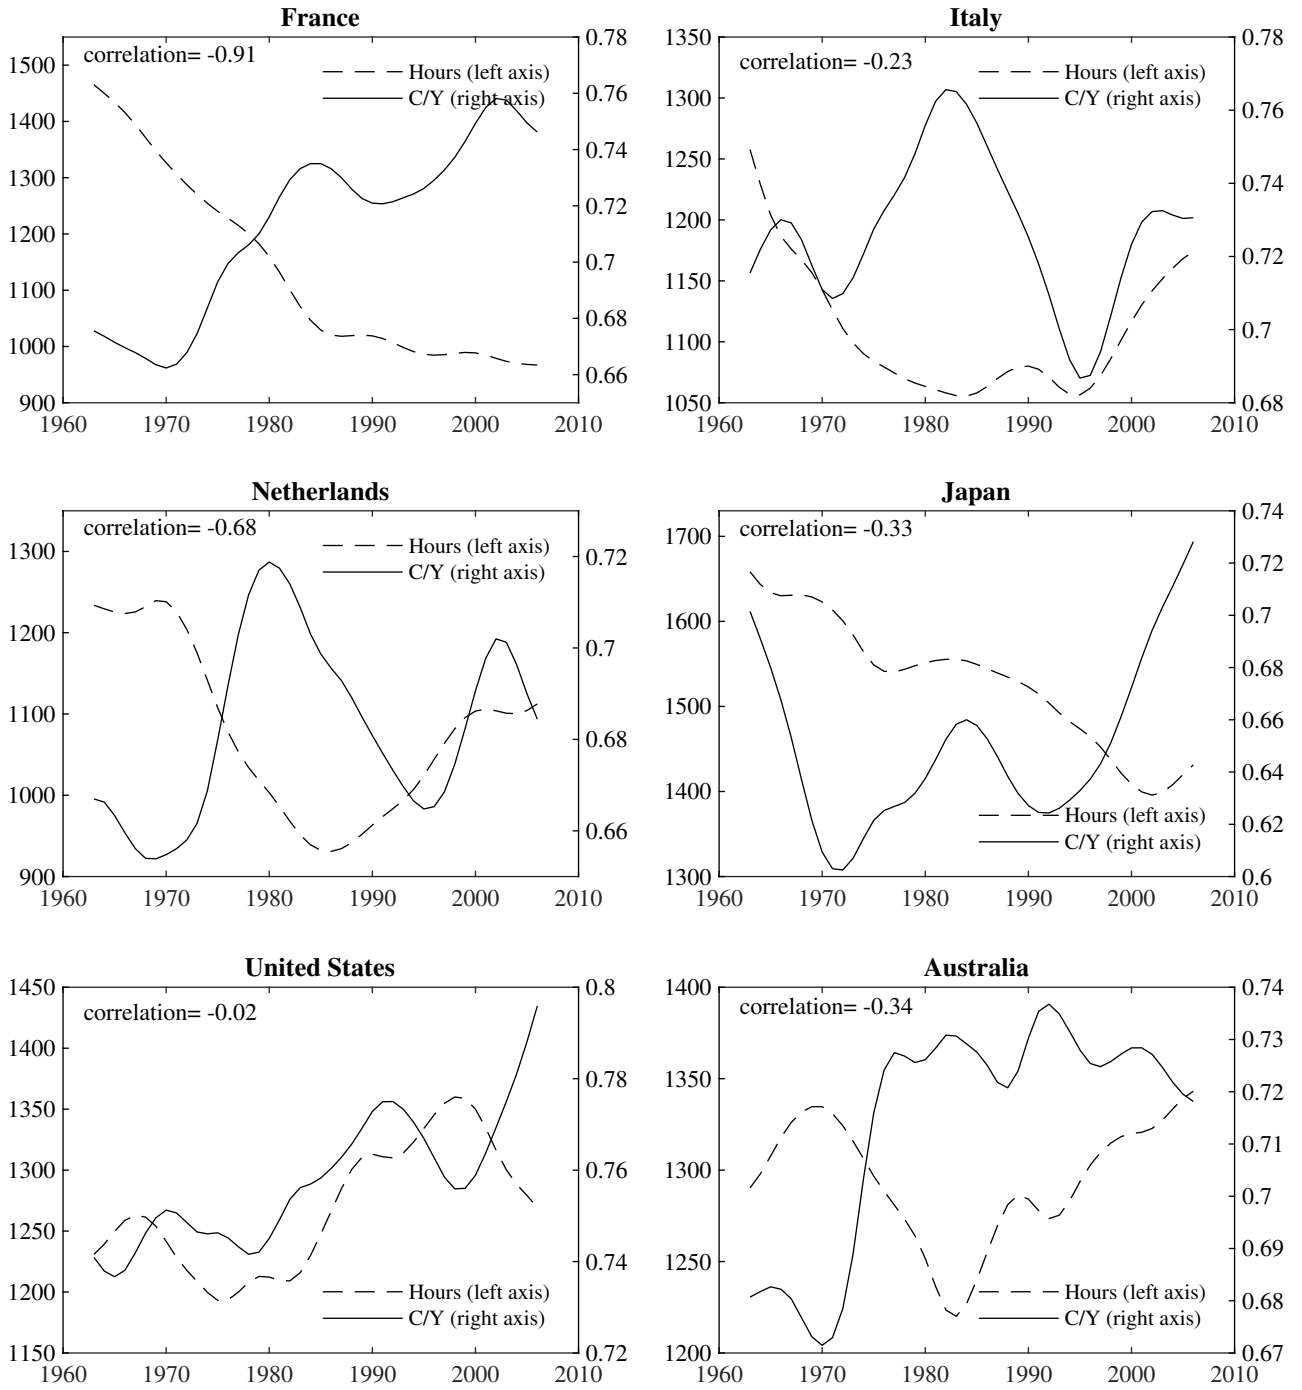 France
correlation= -0.91
Hours (left axis)
C/Y (right axis)
1500
1400
1300
1200
1100
1000
900
0.78
0.76
0.74
0.72
0.7
0.68
0.66
1960 1970 1980 1990 2000 2010
Italy
correlation= -0.23
Hours (left axis)
C/Y (right axis)
1350
1300
1250
1200
1150
1100
1050
0.78
0.76
0.74
0.72
0.7
0.68
1960 1970 1980 1990 2000 2010
Netherlands
correlation= -0.68
Hours (left axis)
C/Y (right axis)
1300
1200
1100
1000
900
0.72
0.7
0.68
0.66
1960 1970 1980 1990 2000 2010
Japan
correlation= -0.33
Hours (left axis)
C/Y (right axis)
1700
1600
1500
1400
1300
0.74
0.72
0.7
0.68
0.66
0.64
0.62
0.6
1960 1970 1980 1990 2000 2010
United States
correlation= -0.02
Hours (left axis)
C/Y (right axis)
1450
1400
1350
1300
1250
1200
1150
0.8
0.78
0.76
0.74
0.72
1960 1970 1980 1990 2000 2010
Australia
correlation= -0.34
Hours (left axis)
C/Y (right axis)
1400
1350
1300
1250
1200
0.74
0.73
0.72
0.71
0.7
0.69
0.68
0.67
1960 1970 1980 1990 2000 2010